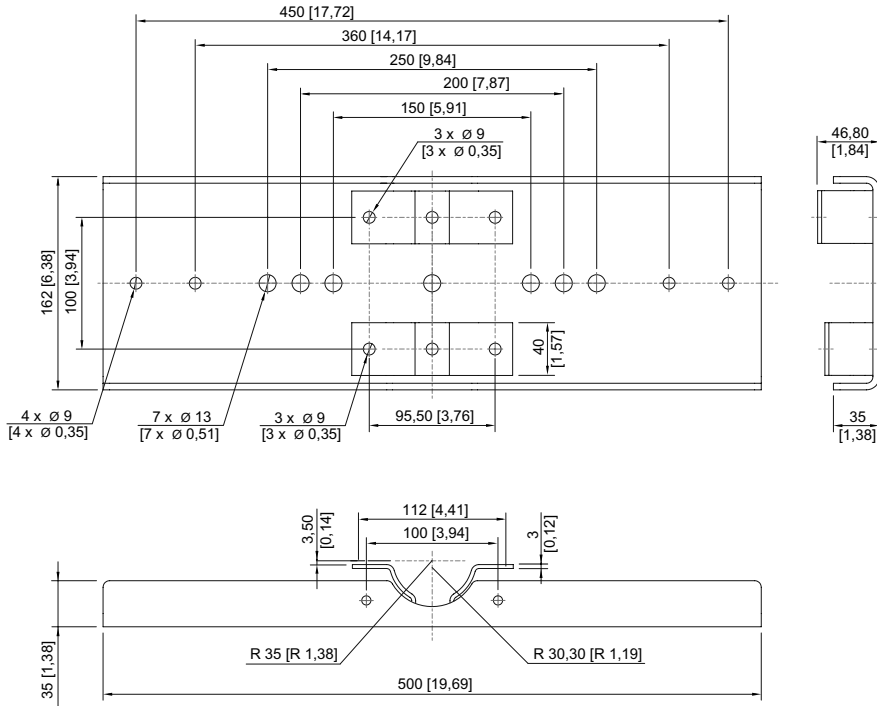 450 [17,72]
360 [14,17]
250 [9,84]
200 [7,87]
150 [5,91]
3 x Ø 9
[3 x Ø 0,35]
46,80
[1,84]
162 [6,38]
100 [3,94]
40
[1,57]
4 x Ø 9
[4 x Ø 0,35]
7 x Ø 13
[7 x Ø 0,51]
3 x Ø 9
[3 x Ø 0,35]
95,50 [3,76]
35
[1,38]
3,50
[0,14]
112 [4,41]
100 [3,94]
3
[0,12]
35 [1,38]
R 35 [R 1,38]
R 30,30 [R 1,19]
500 [19,69]